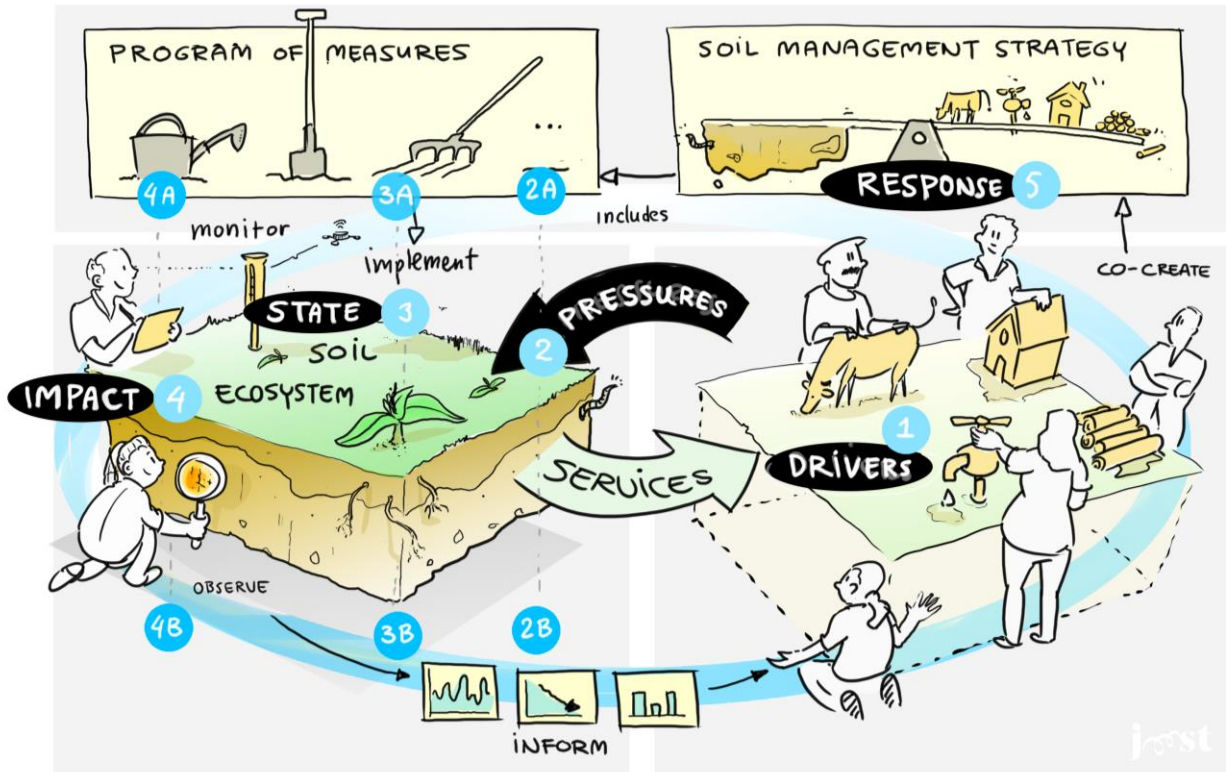 PROGRAM OF MEASURES
SOIL MANAGEMENT STRATEGY
...
4A
3A
2A
RESPONSE 5
monitor
implement
includes
CO-CREATE
STATE 3
SOIL
ECOSYSTEM
PRESSURES
2
IMPACT 4
SERVICES
1
DRIVERS
OBSERVE
4B
3B
2B
INFORM